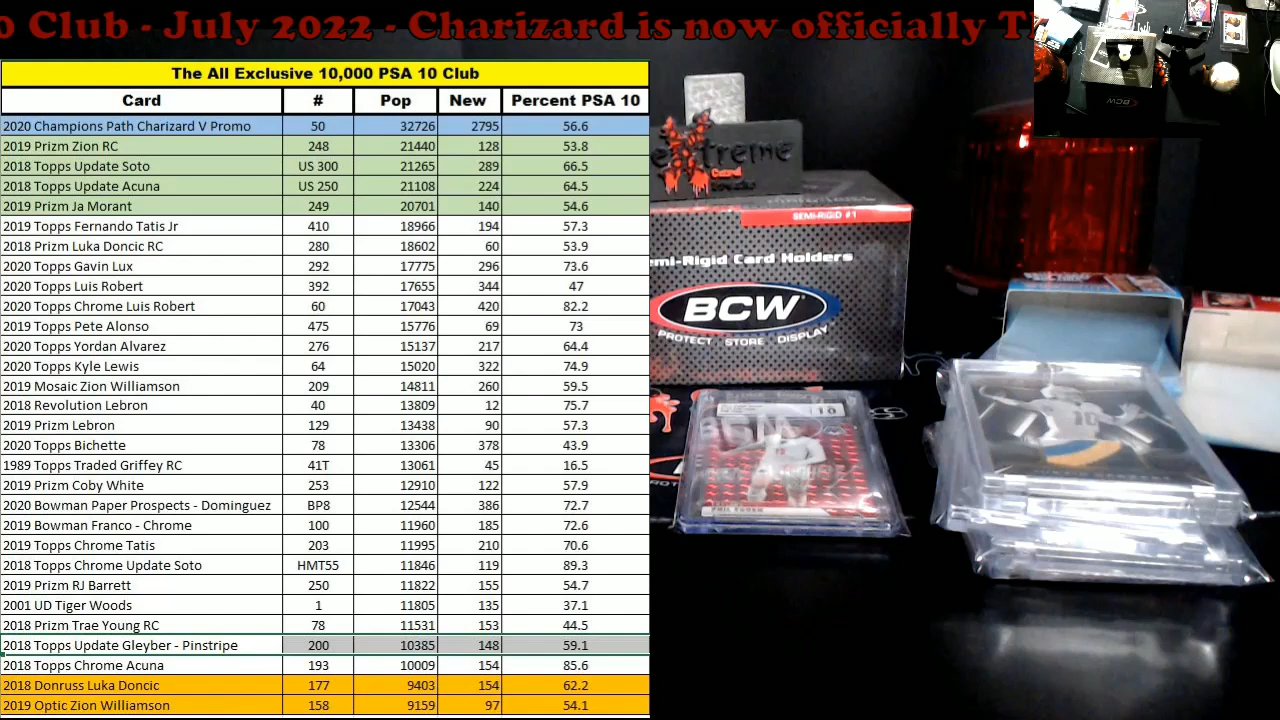 o Club - July 2022 - Charizard is now officially Th
The All Exclusive 10,000 PSA 10 Club
Card # Pop New Percent PSA 10
2020 Champions Path Charizard V Promo 50 32726 2795 56.6
2019 Prizm Zion RC 248 21440 128 53.8
2018 Topps Update Soto US 300 21265 289 66.5
2018 Topps Update Acuna US 250 21108 224 64.5
2019 Prizm Ja Morant 249 20701 140 54.6
2019 Topps Fernando Tatis Jr 410 18966 194 57.3
2018 Prizm Luka Doncic RC 280 18602 60 53.9
2020 Topps Gavin Lux 292 17775 296 73.6
2020 Topps Luis Robert 392 17655 344 47
2020 Topps Chrome Luis Robert 60 17043 420 82.2
2019 Topps Pete Alonso 475 15776 69 73
2020 Topps Yordan Alvarez 276 15137 217 64.4
2020 Topps Kyle Lewis 64 15020 322 74.9
2019 Mosaic Zion Williamson 209 14811 260 59.5
2018 Revolution Lebron 40 13809 12 75.7
2019 Prizm Lebron 129 13438 90 57.3
2020 Topps Bichette 78 13306 378 43.9
1989 Topps Traded Griffey RC 41T 13061 45 16.5
2019 Prizm Coby White 253 12910 122 57.9
2020 Bowman Paper Prospects - Dominguez BP8 12544 386 72.7
2019 Bowman Franco - Chrome 100 11960 185 72.6
2019 Topps Chrome Tatis 203 11995 210 70.6
2018 Topps Chrome Update Soto HMT55 11846 119 89.3
2019 Prizm RJ Barrett 250 11822 155 54.7
2001 UD Tiger Woods 1 11805 135 37.1
2018 Prizm Trae Young RC 78 11531 153 44.5
2018 Topps Update Gleyber - Pinstripe 200 10385 148 59.1
2018 Topps Chrome Acuna 193 10009 154 85.6
2018 Donruss Luka Doncic 177 9403 154 62.2
2019 Optic Zion Williamson 158 9159 97 54.1
eXtreme
Card
Breaks
SEMI-RIGID #1
emi-Rigid Card Holders
BCW
PROTECT STORE DISPLAY
10
BCW